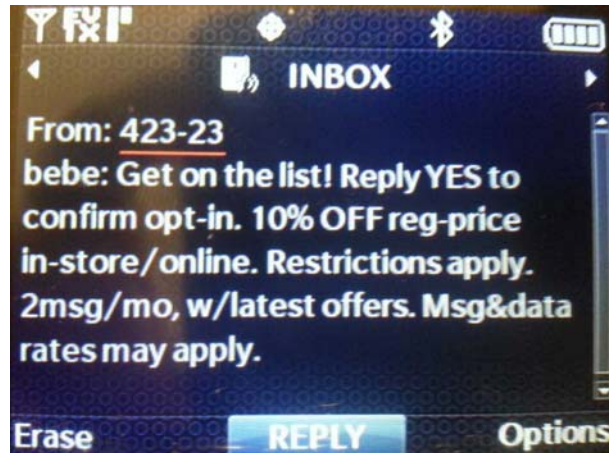 INBOX
From: 423-23
bebe: Get on the list! Reply YES to
confirm opt-in. 10% OFF reg-price
in-store/online. Restrictions apply.
2msg/mo, w/latest offers. Msg&data
rates may apply.
Erase REPLY Options